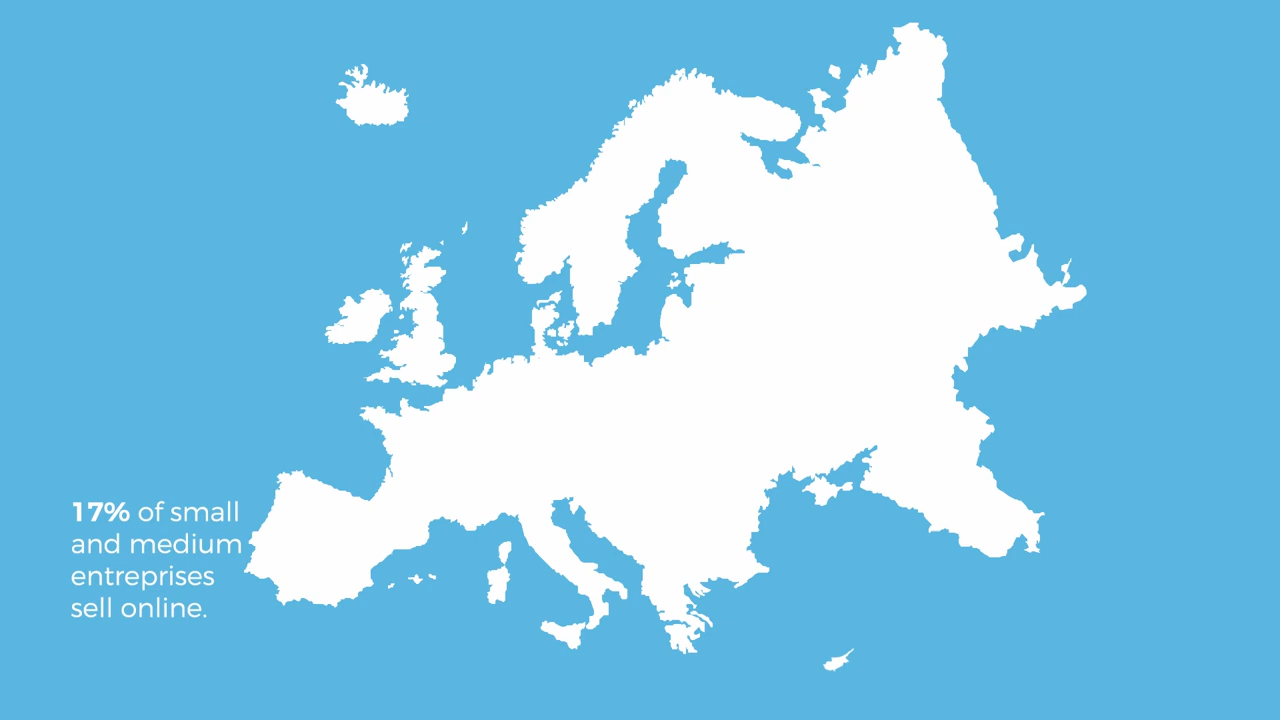 17% of small
and medium
entreprises
sell online.